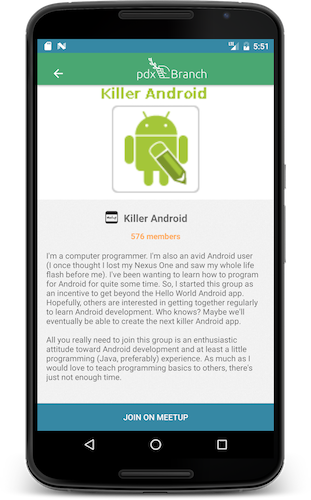 5:51
pdx Branch
Killer Android
Killer Android
576 members
I'm a computer programmer. I'm also an avid Android user
(I once thought I lost my Nexus One and saw my whole life
flash before me). I've been wanting to learn how to program
for Android for quite some time. So, I started this group as
an incentive to get beyond the Hello World Android app.
Hopefully, others are interested in getting together regularly
to learn Android development. Who knows? Maybe we'll
eventually be able to create the next killer Android app.
All you really need to join this group is an enthusiastic
attitude toward Android development and at least a little
programming (Java, preferably) experience. As much as I
would love to teach programming basics to others, there's
just not enough time.
JOIN ON MEETUP